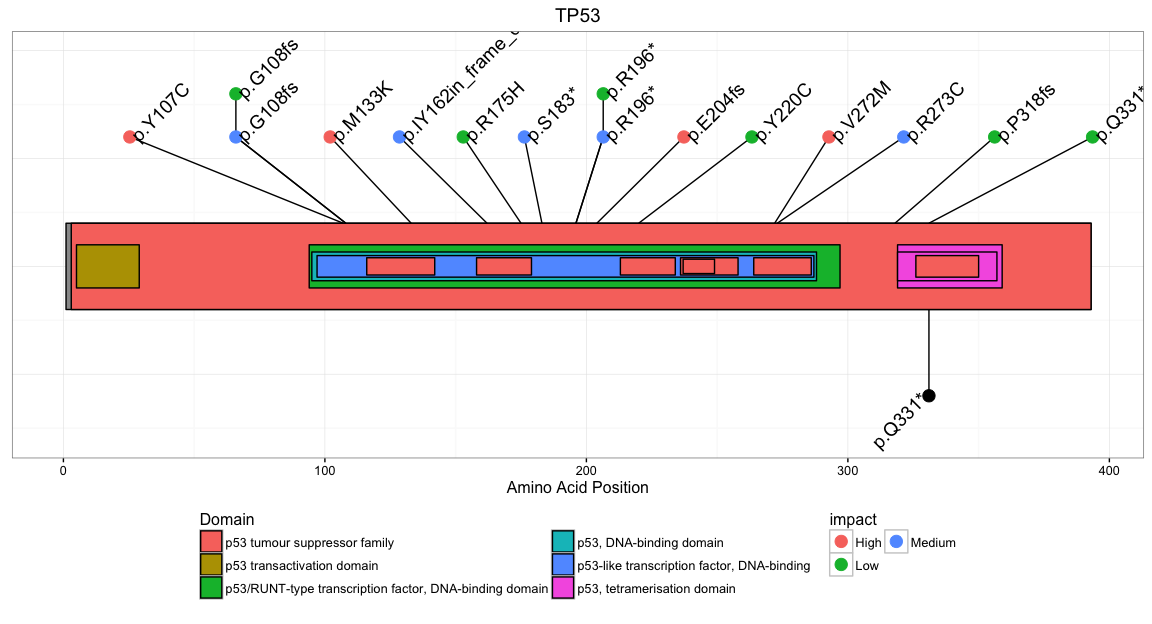 TP53
p.Y107C
p.G108fs
p.G108fs
p.M133K
p.IY162in_frame_
p.R175H
p.S183*
p.R196*
p.R196*
p.E204fs
p.Y220C
p.V272M
p.R273C
p.P318fs
p.Q331*
p.Q331*
0 100 200 300 400
Amino Acid Position
Domain
p53 tumour suppressor family
p53 transactivation domain
p53/RUNT-type transcription factor, DNA-binding domain
p53, DNA-binding domain
p53-like transcription factor, DNA-binding
p53, tetramerisation domain
impact
High Medium
Low